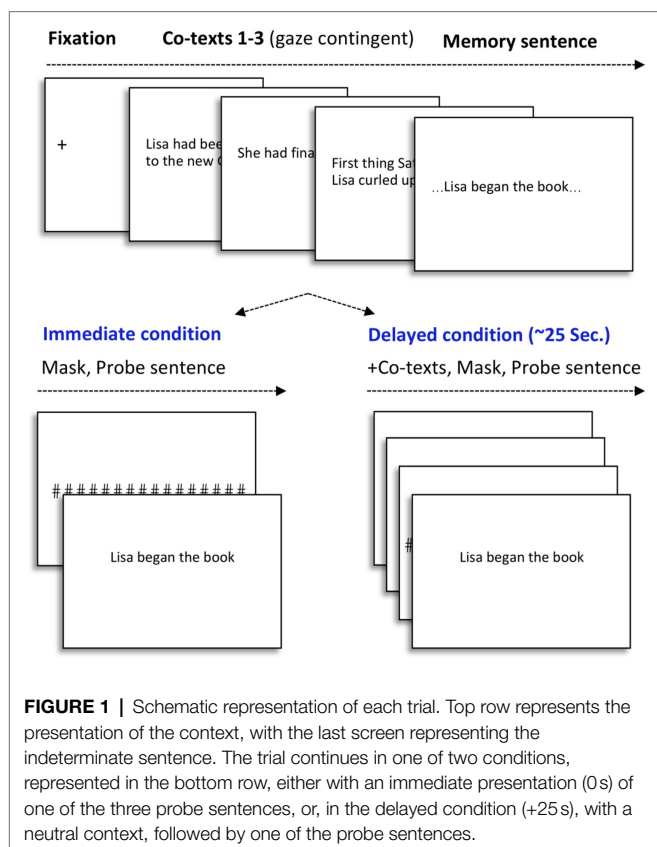 Fixation Co-texts 1-3 (gaze contingent) Memory sentence
+
Lisa had bee
to the new
She had fina
First thing Sat
Lisa curled up
...Lisa began the book...
Immediate condition
Mask, Probe sentence
################
Lisa began the book
Delayed condition (~25 Sec.)
+Co-texts, Mask, Probe sentence
#
Lisa began the book
FIGURE 1 | Schematic representation of each trial. Top row represents the
presentation of the context, with the last screen representing the
indeterminate sentence. The trial continues in one of two conditions,
represented in the bottom row, either with an immediate presentation (0 s) of
one of the three probe sentences, or, in the delayed condition (+25 s), with a
neutral context, followed by one of the probe sentences.